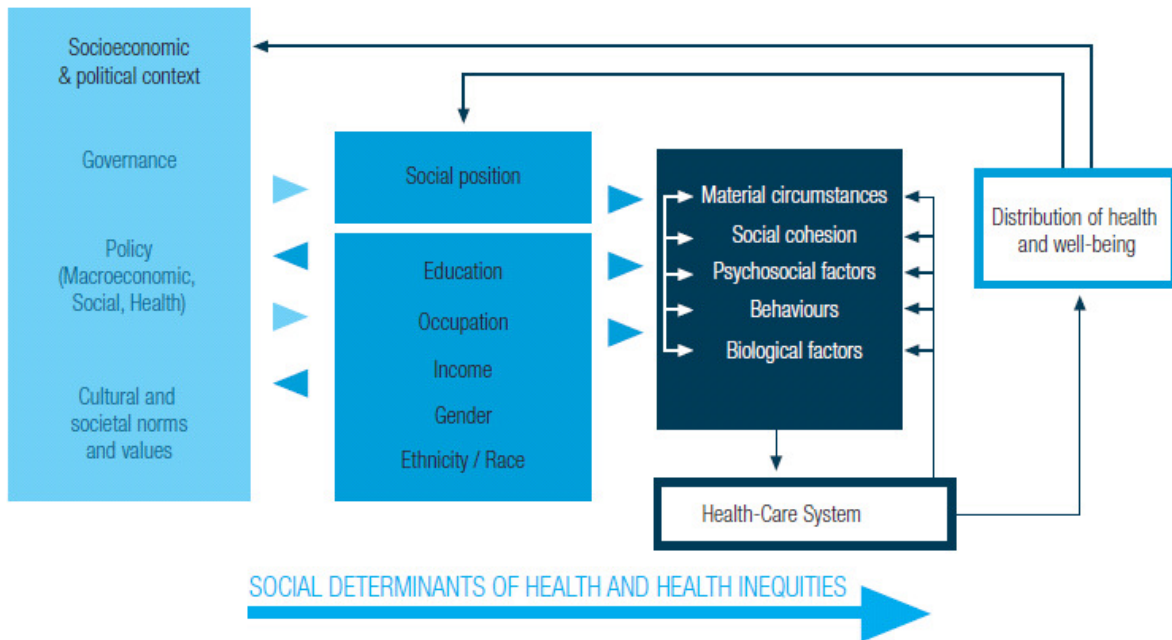 Socioeconomic
& political context
Governance
Policy
(Macroeconomic,
Social, Health)
Cultural and
societal norms
and values
Social position
Education
Occupation
Income
Gender
Ethnicity / Race
Material circumstances
Social cohesion
Psychosocial factors
Behaviours
Biological factors
Health-Care System
Distribution of health
and well-being
SOCIAL DETERMINANTS OF HEALTH AND HEALTH INEQUITIES